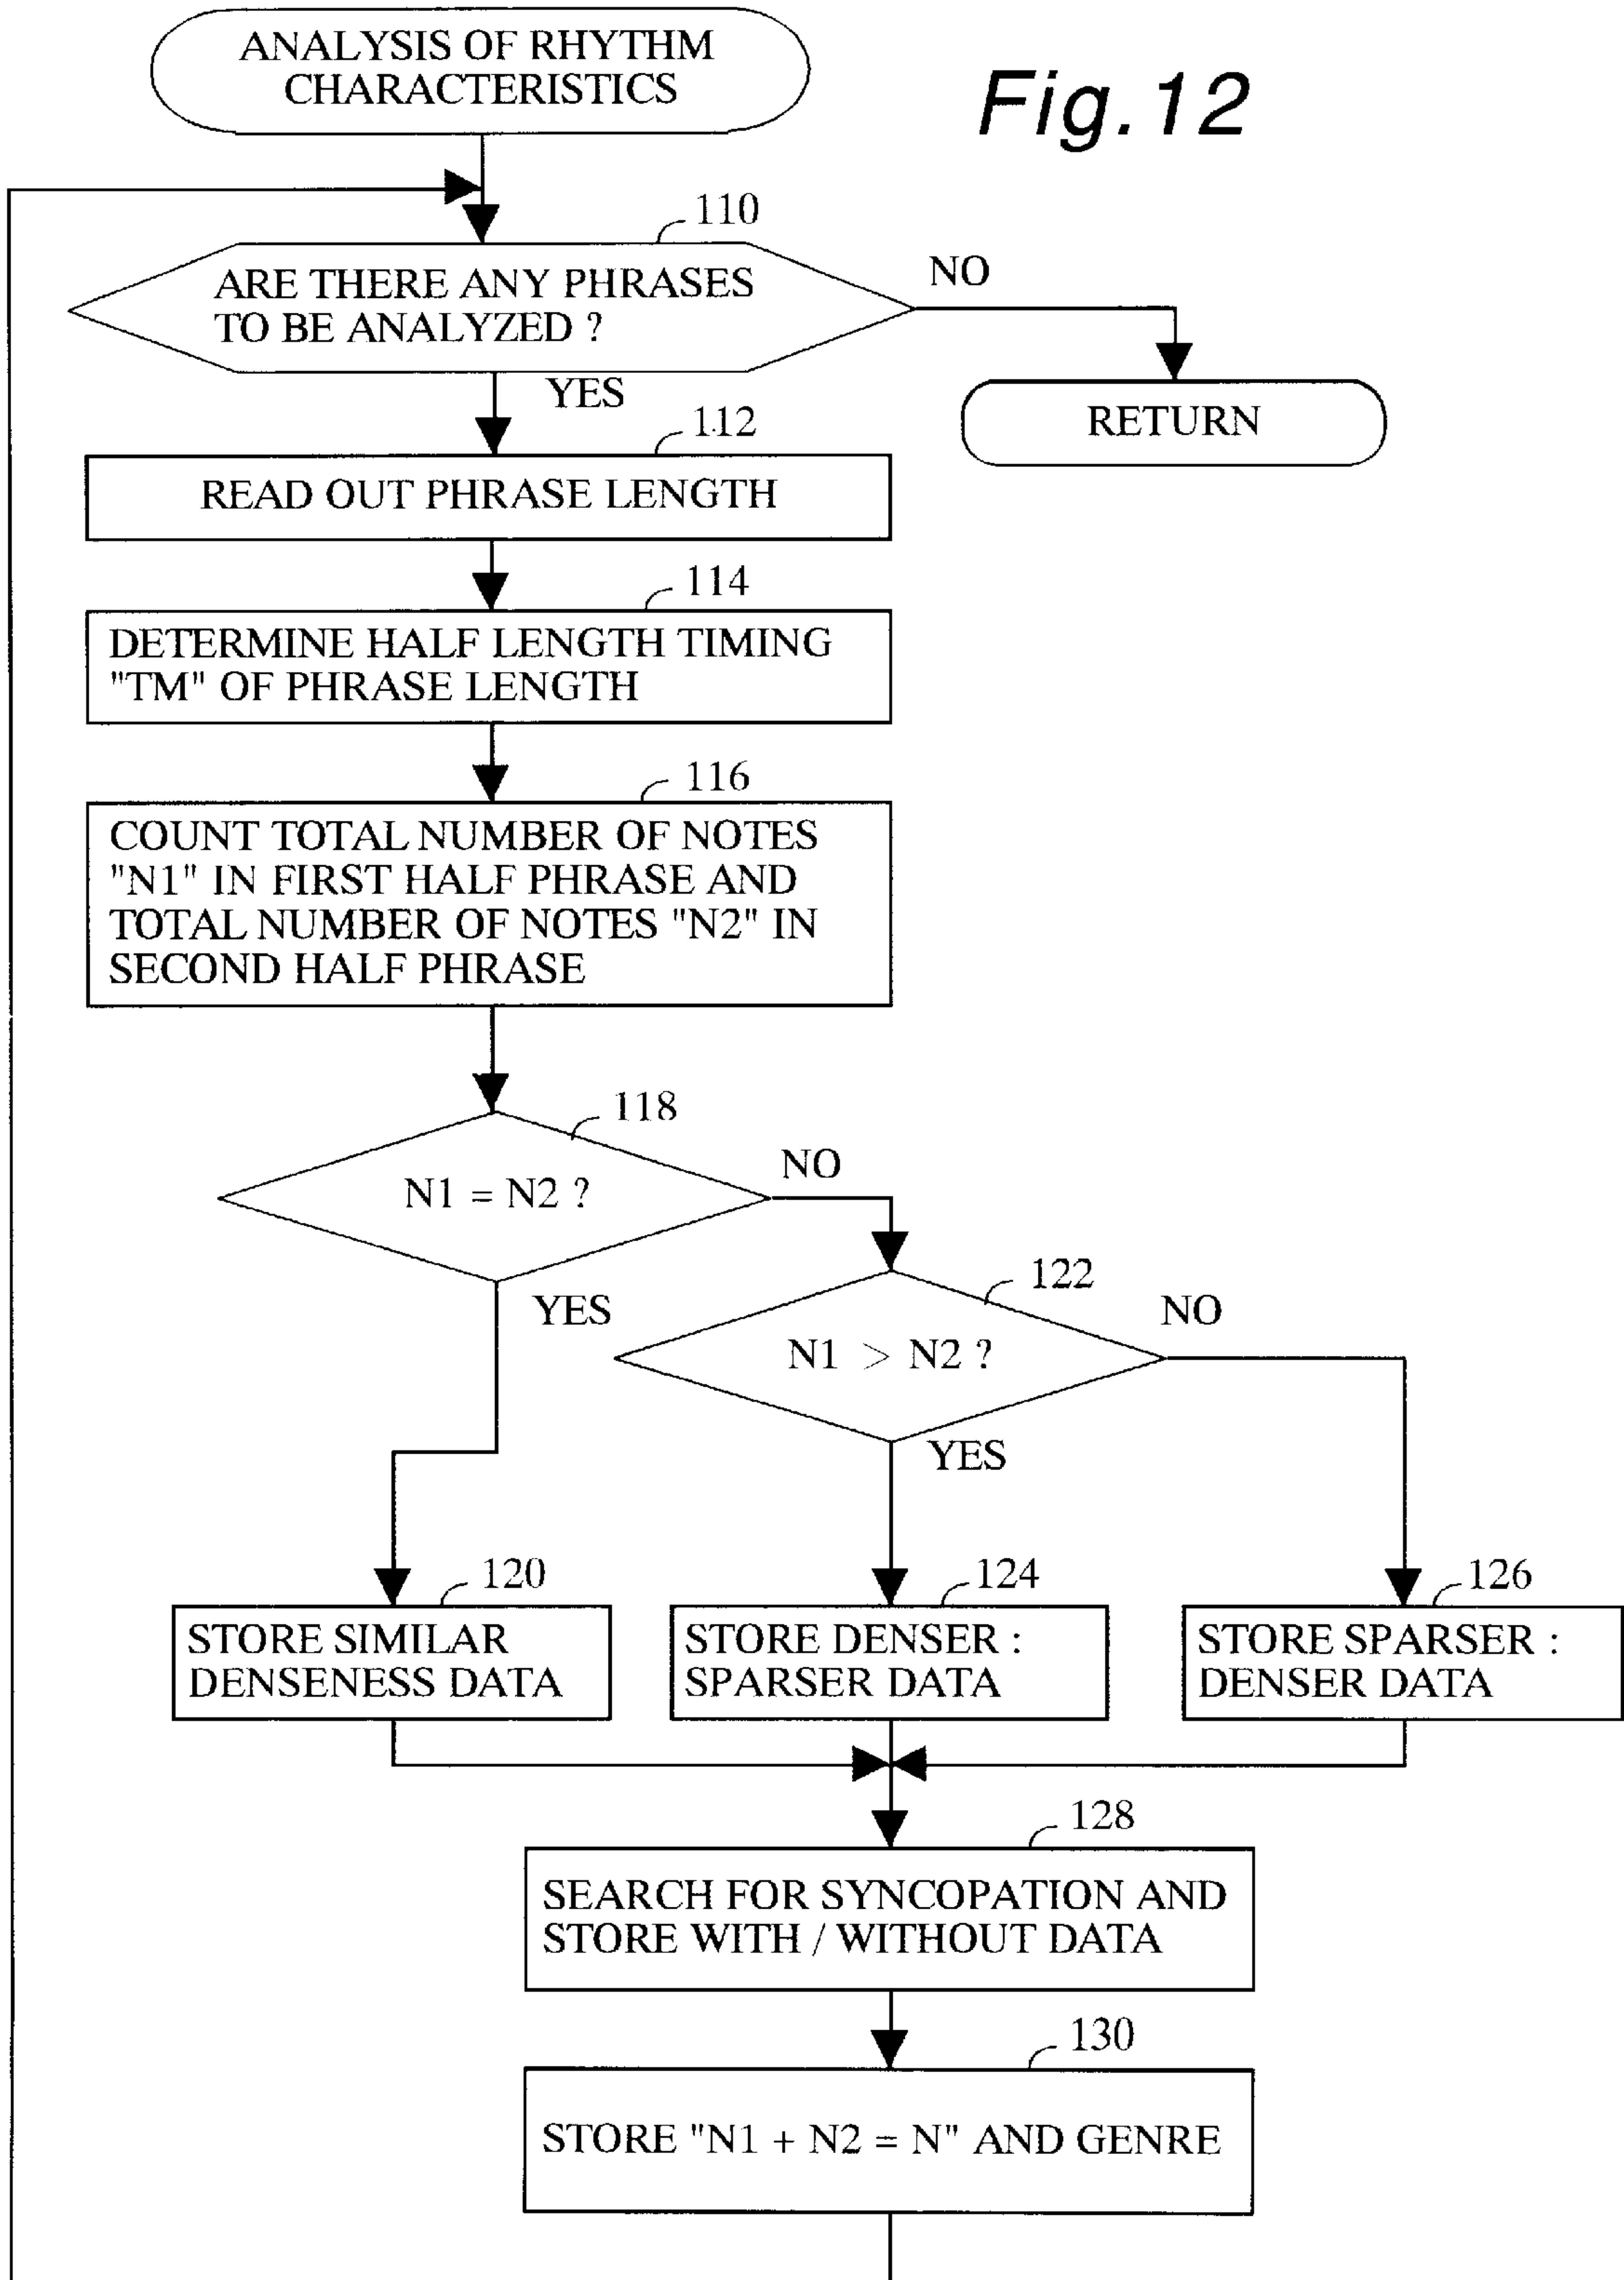 ANALYSIS OF RHYTHM
CHARACTERISTICS
Fig.12
110
ARE THERE ANY PHRASES
TO BE ANALYZED ?
NO
RETURN
YES
112
READ OUT PHRASE LENGTH
114
DETERMINE HALF LENGTH TIMING
"TM" OF PHRASE LENGTH
116
COUNT TOTAL NUMBER OF NOTES
"N1" IN FIRST HALF PHRASE AND
TOTAL NUMBER OF NOTES "N2" IN
SECOND HALF PHRASE
118
N1 = N2 ?
NO
YES
122
N1 > N2 ?
NO
YES
120
STORE SIMILAR
DENSENESS DATA
124
STORE DENSER :
SPARSER DATA
126
STORE SPARSER :
DENSER DATA
128
SEARCH FOR SYNCOPATION AND
STORE WITH / WITHOUT DATA
130
STORE "N1 + N2 = N" AND GENRE